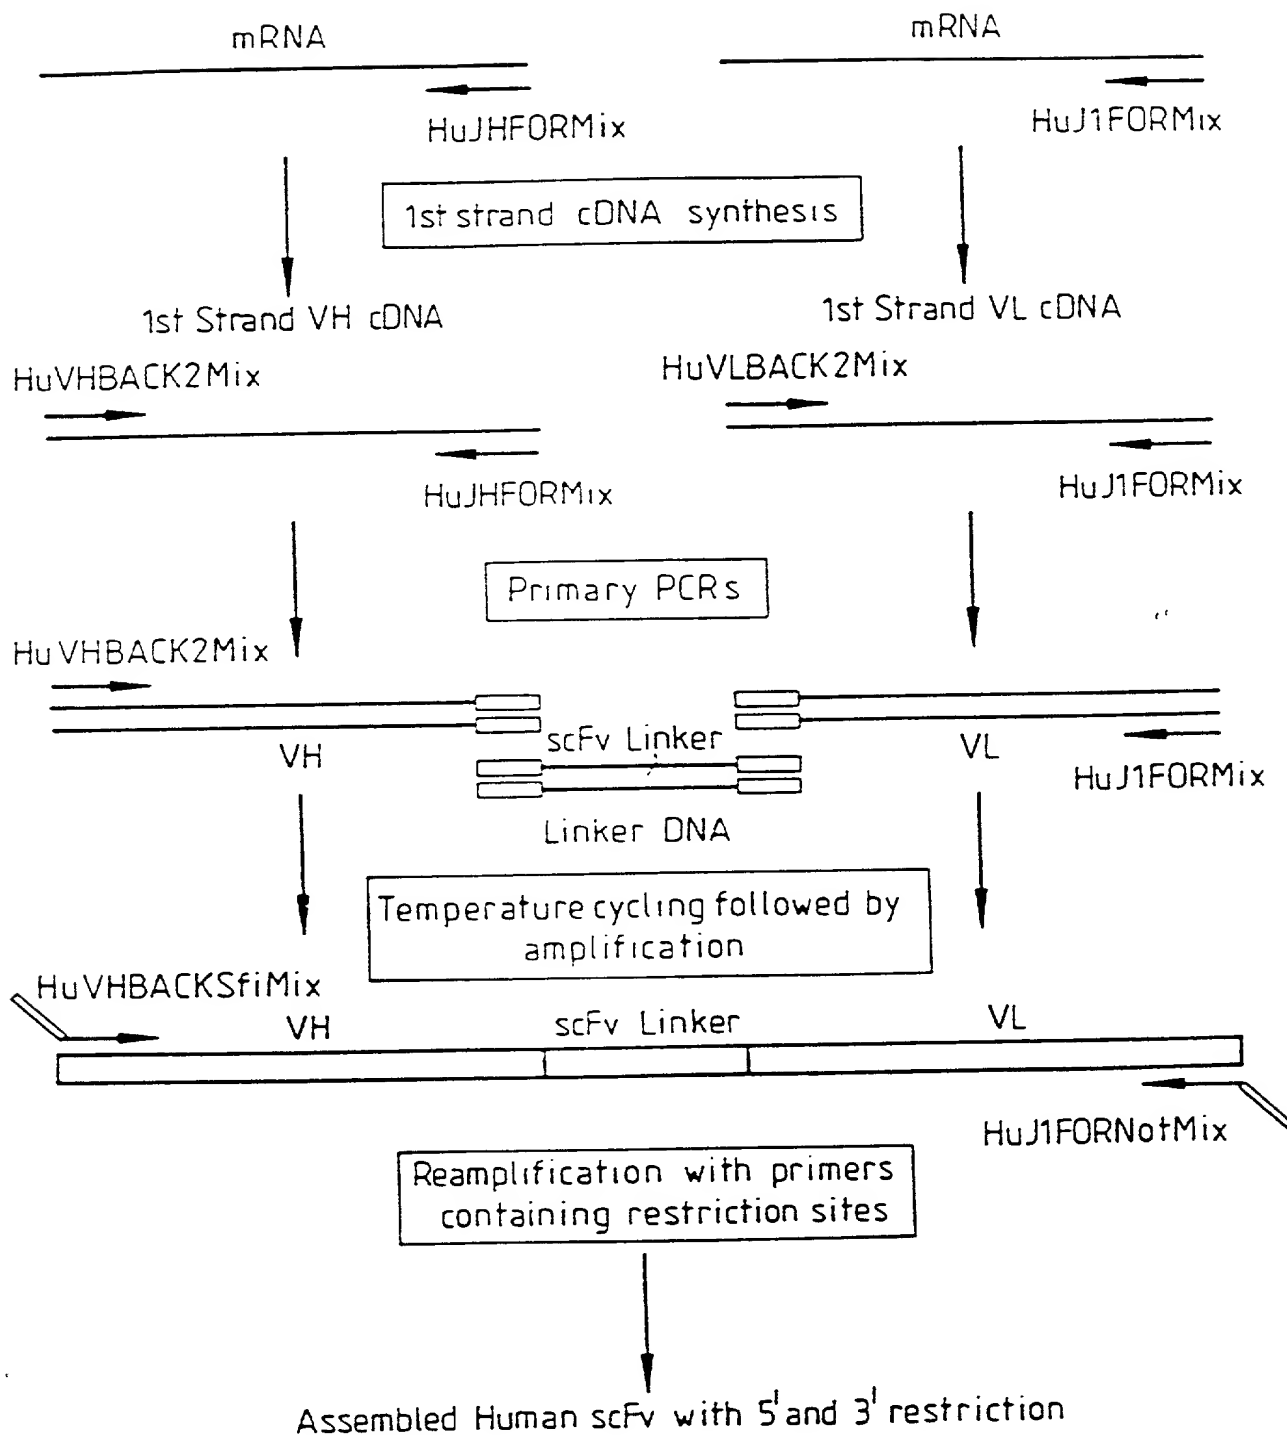 mRNA
mRNA
HuJHFORMix
HuJ1FORMix
1st strand cDNA synthesis
1st Strand VH cDNA
1st Strand VL cDNA
HuVHBACK2Mix
HuVLBACK2Mix
HuJHFORMix
HuJ1FORMix
Primary PCRs
HuVHBACK2Mix
VH
scFv Linker
VL
HuJ1FORMix
Linker DNA
Temperature cycling followed by
amplification
HuVHBACKSfiMix
VH
scFv Linker
VL
HuJ1FORNotMix
Reamplification with primers
containing restriction sites
Assembled Human scFv with 5' and 3' restriction